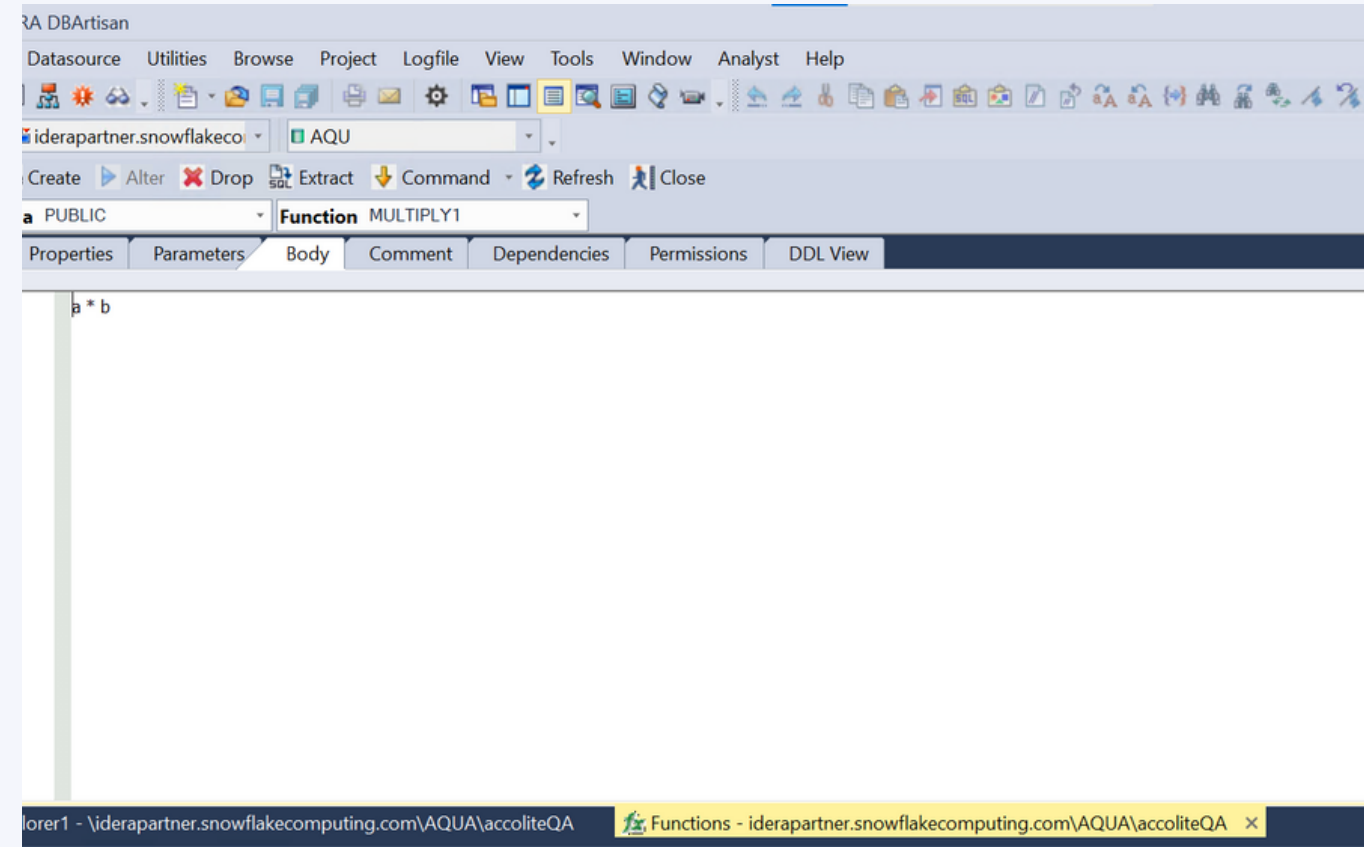 RA DBArtisan
Datasource Utilities Browse Project Logfile View Tools Window Analyst Help
iderapartner.snowflakeco AQU
Create Alter Drop Extract Command Refresh Close
a PUBLIC Function MULTIPLY1
Properties Parameters Body Comment Dependencies Permissions DDL View
a * b
lorer1 - \iderapartner.snowflakecomputing.com\AQUA\accoliteQA Functions - iderapartner.snowflakecomputing.com\AQUA\accoliteQA